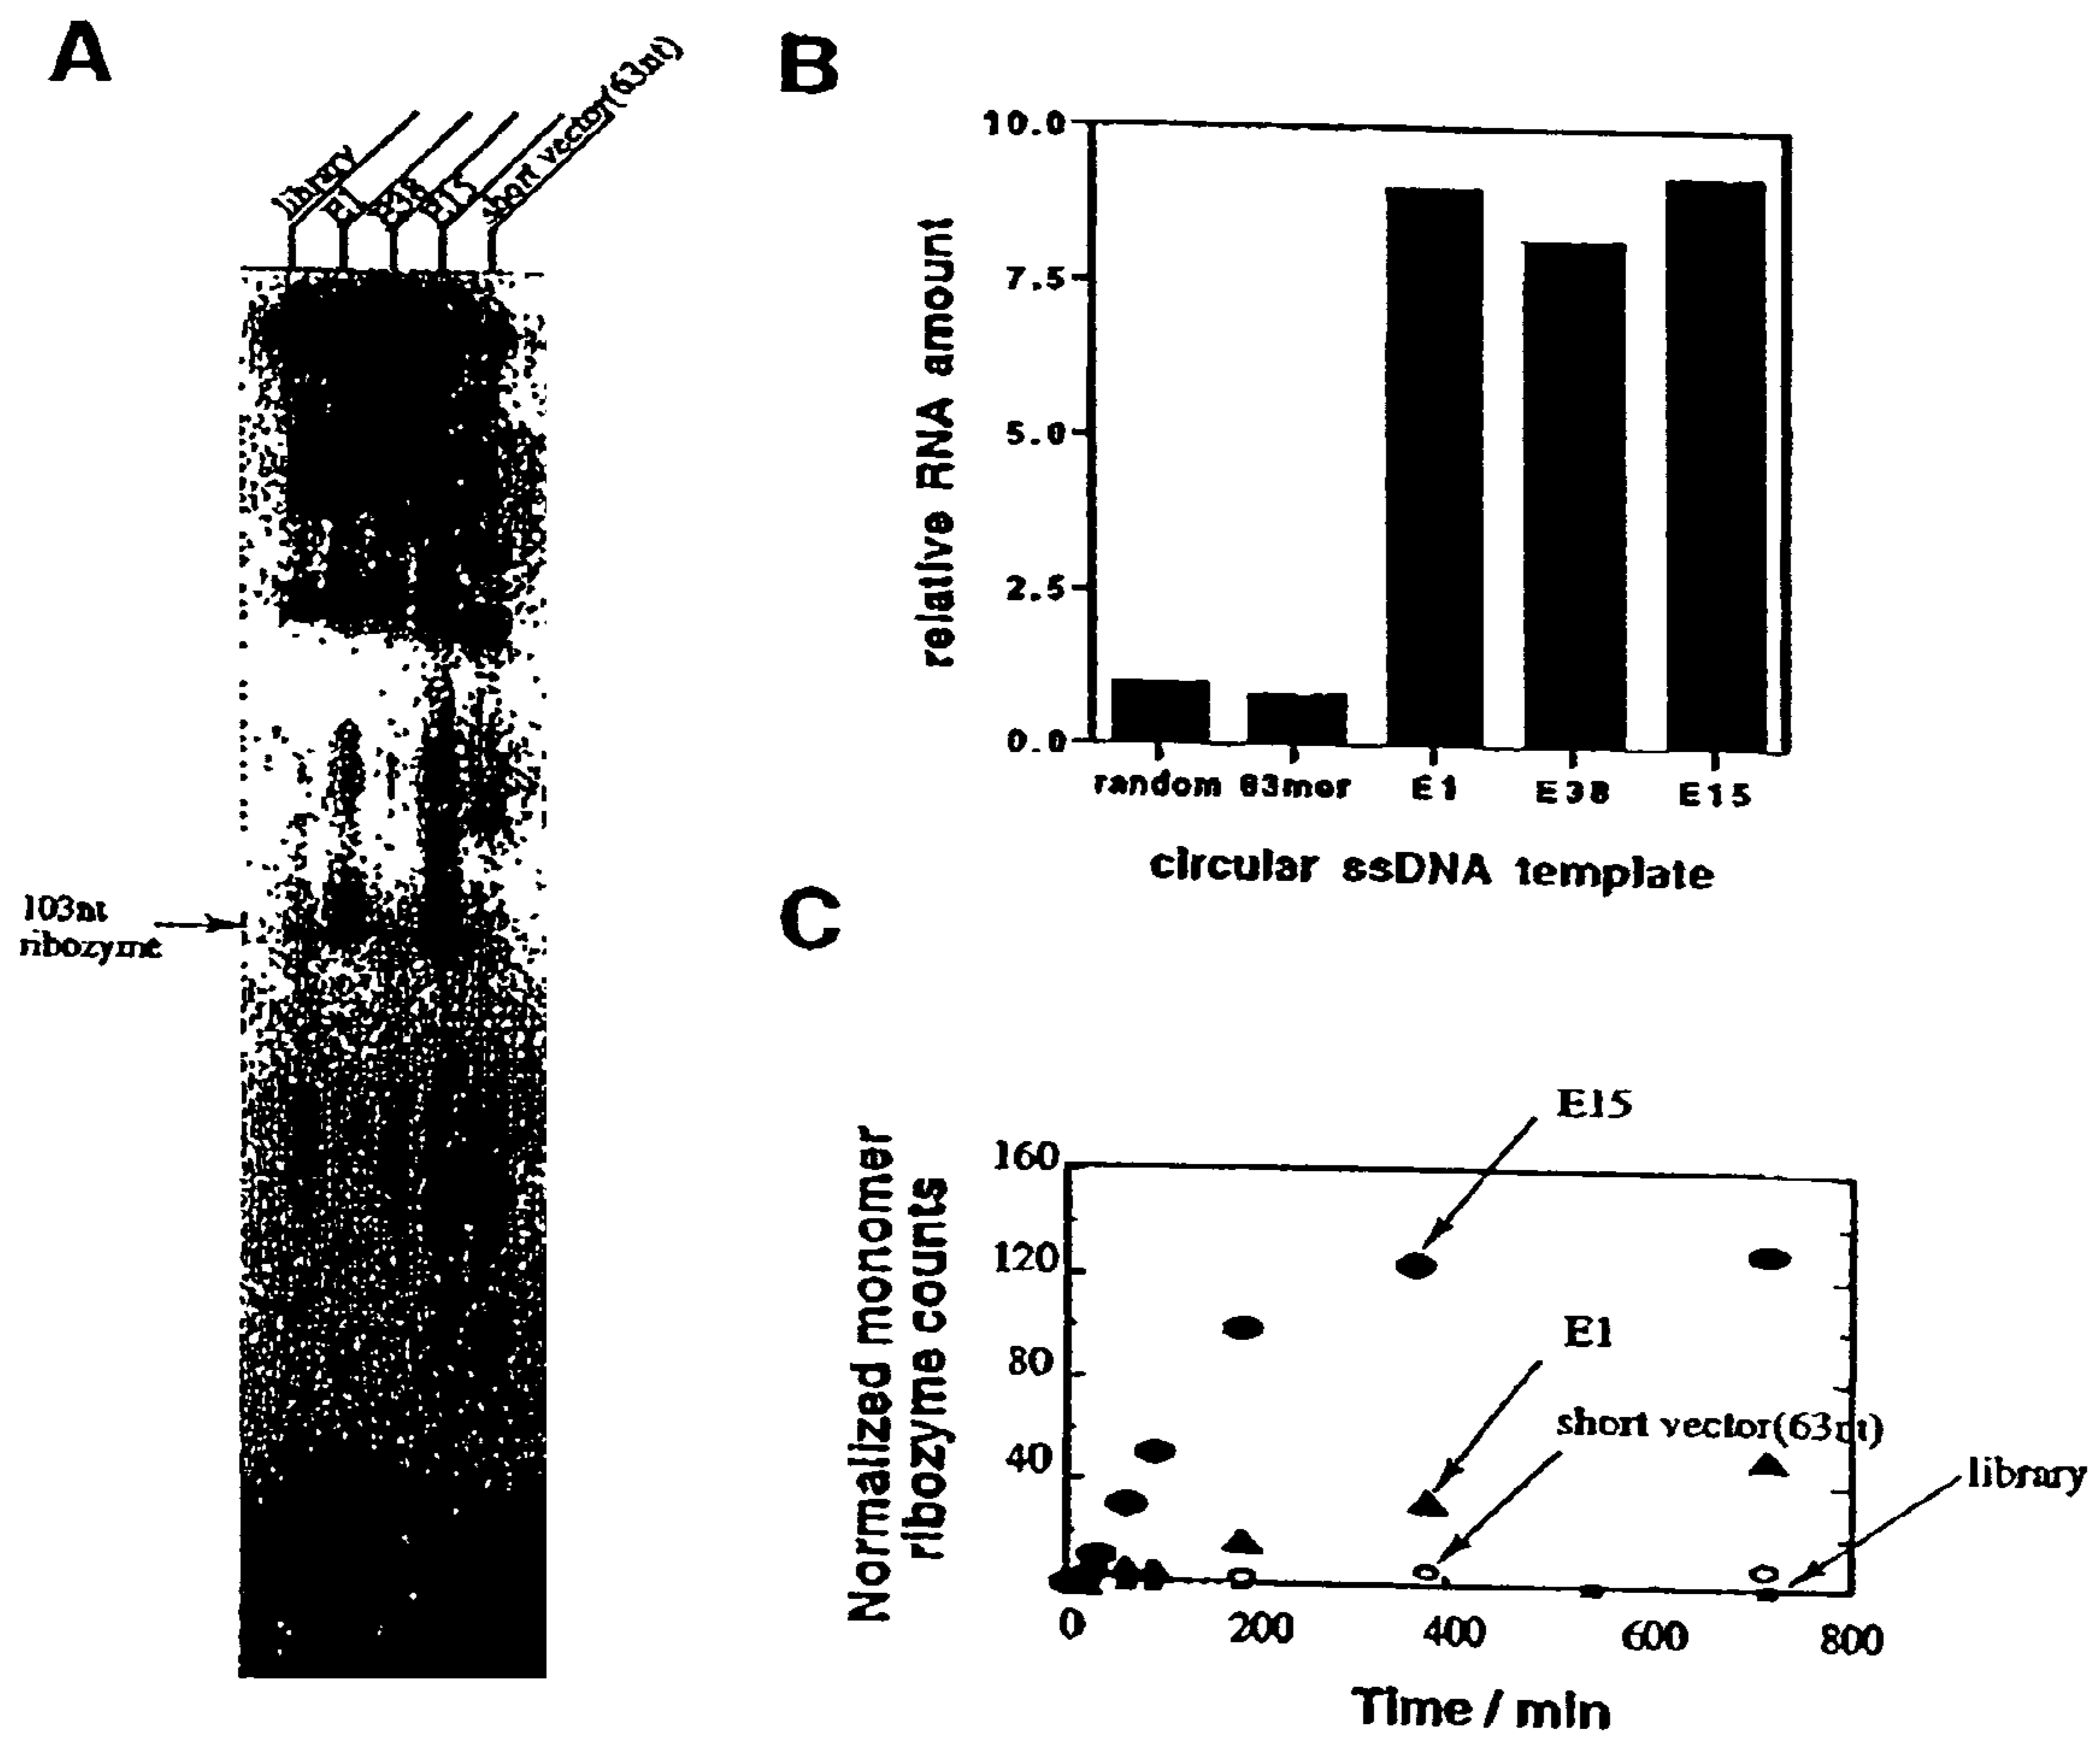 A
library
E1
E15
short vector(63nt)
103nt
ribozyme
B
relative RNA amount
10.0
7.5
5.0
2.5
0.0
random 63mer E1 E38 E15
circular ssDNA template
C
Normalized monomer
ribozyme counts
160
120
80
40
E15
E1
short vector(63nt)
library
0 200 400 600 800
Time / min